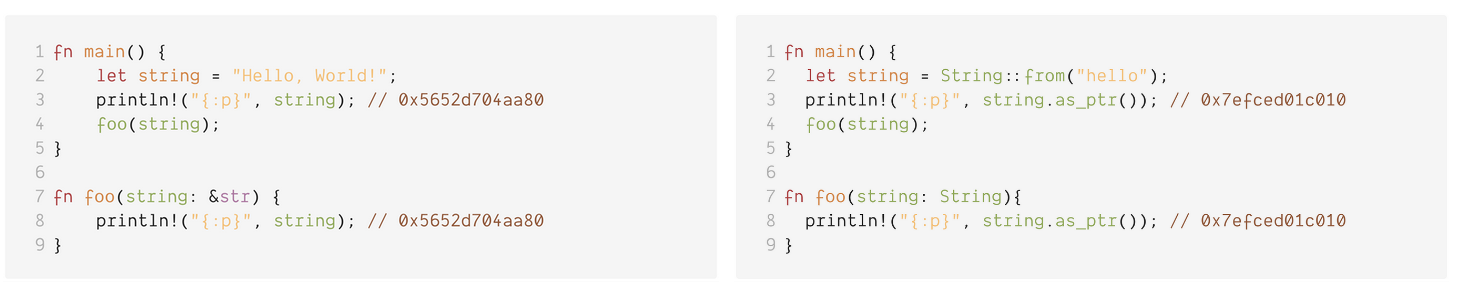 1 fn main() {
2     let string = "Hello, World!";
3     println!("{:p}", string); // 0x5652d704aa80
4     foo(string);
5 }
6
7 fn foo(string: &str) {
8     println!("{:p}", string); // 0x5652d704aa80
9 }
1 fn main() {
2   let string = String::from("hello");
3   println!("{:p}", string.as_ptr()); // 0x7efced01c010
4   foo(string);
5 }
6
7 fn foo(string: String){
8   println!("{:p}", string.as_ptr()); // 0x7efced01c010
9 }